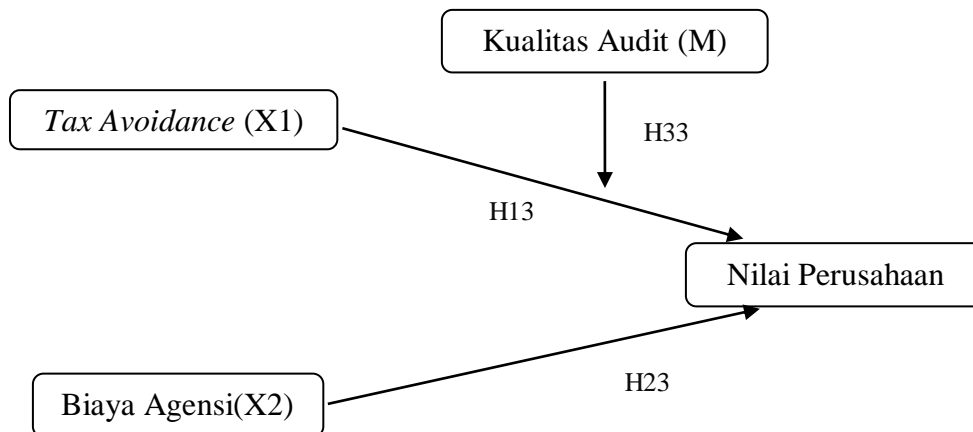 Kualitas Audit (M)
Tax Avoidance (X1)
H33
H13
Nilai Perusahaan
H23
Biaya Agensi(X2)